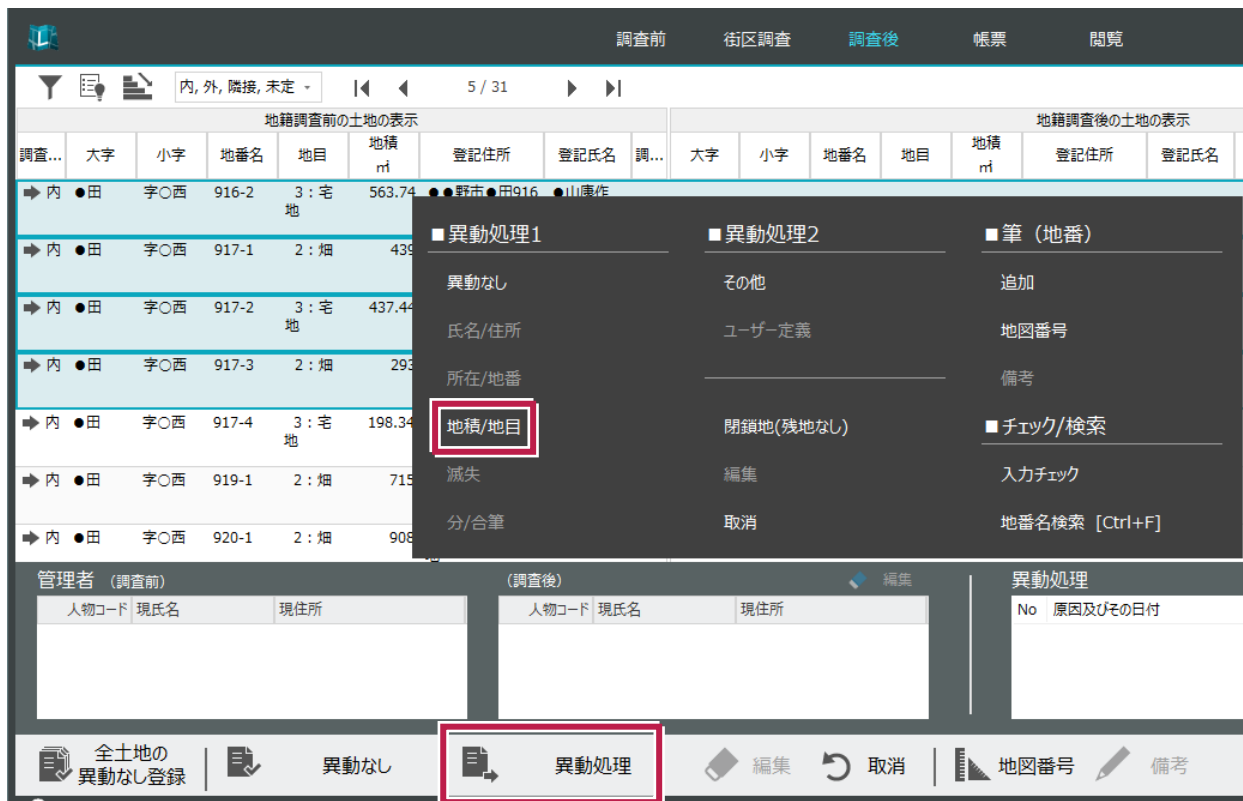 調査前 街区調査 調査後 帳票 閲覧
内, 外, 隣接, 未定 5 / 31
地籍調査前の土地の表示 地籍調査後の土地の表示
調査... 大字 小字 地番名 地目 地積 ㎡ 登記住所 登記氏名 調... 大字 小字 地番名 地目 地積 ㎡ 登記住所 登記氏名
内 ●田 字○西 916-2 3：宅地 563.74 ●●野市●田916 ●山康作
内 ●田 字○西 917-1 2：畑 439
内 ●田 字○西 917-2 3：宅地 437.44
内 ●田 字○西 917-3 2：畑 293
内 ●田 字○西 917-4 3：宅地 198.34
内 ●田 字○西 919-1 2：畑 715
内 ●田 字○西 920-1 2：畑 908
■異動処理1 ■異動処理2 ■筆（地番）
異動なし その他 追加
氏名/住所 ユーザー定義 地図番号
所在/地番 備考
地積/地目 閉鎖地(残地なし) ■チェック/検索
滅失 編集 入力チェック
分/合筆 取消 地番名検索 [Ctrl+F]
管理者 (調査前) (調査後) 編集 異動処理
人物コード 現氏名 現住所 人物コード 現氏名 現住所 No 原因及びその日付
全土地の
異動なし登録 異動なし 異動処理 編集 取消 地図番号 備考